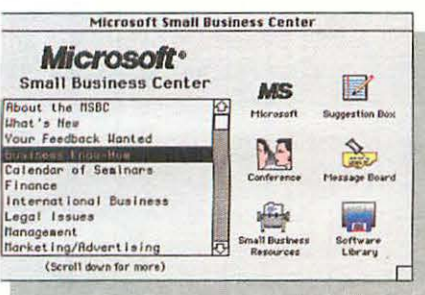 Microsoft Small Business Center
Microsoft®
Small Business Center
About the MSBC
What's New
Your Feedback Wanted
Business Know-How
Calendar of Seminars
Finance
International Business
Legal Issues
Management
Marketing/Advertising
(Scroll down for more)
MS
Microsoft
Suggestion Box
Conference
Message Board
Small Business
Resources
Software
Library